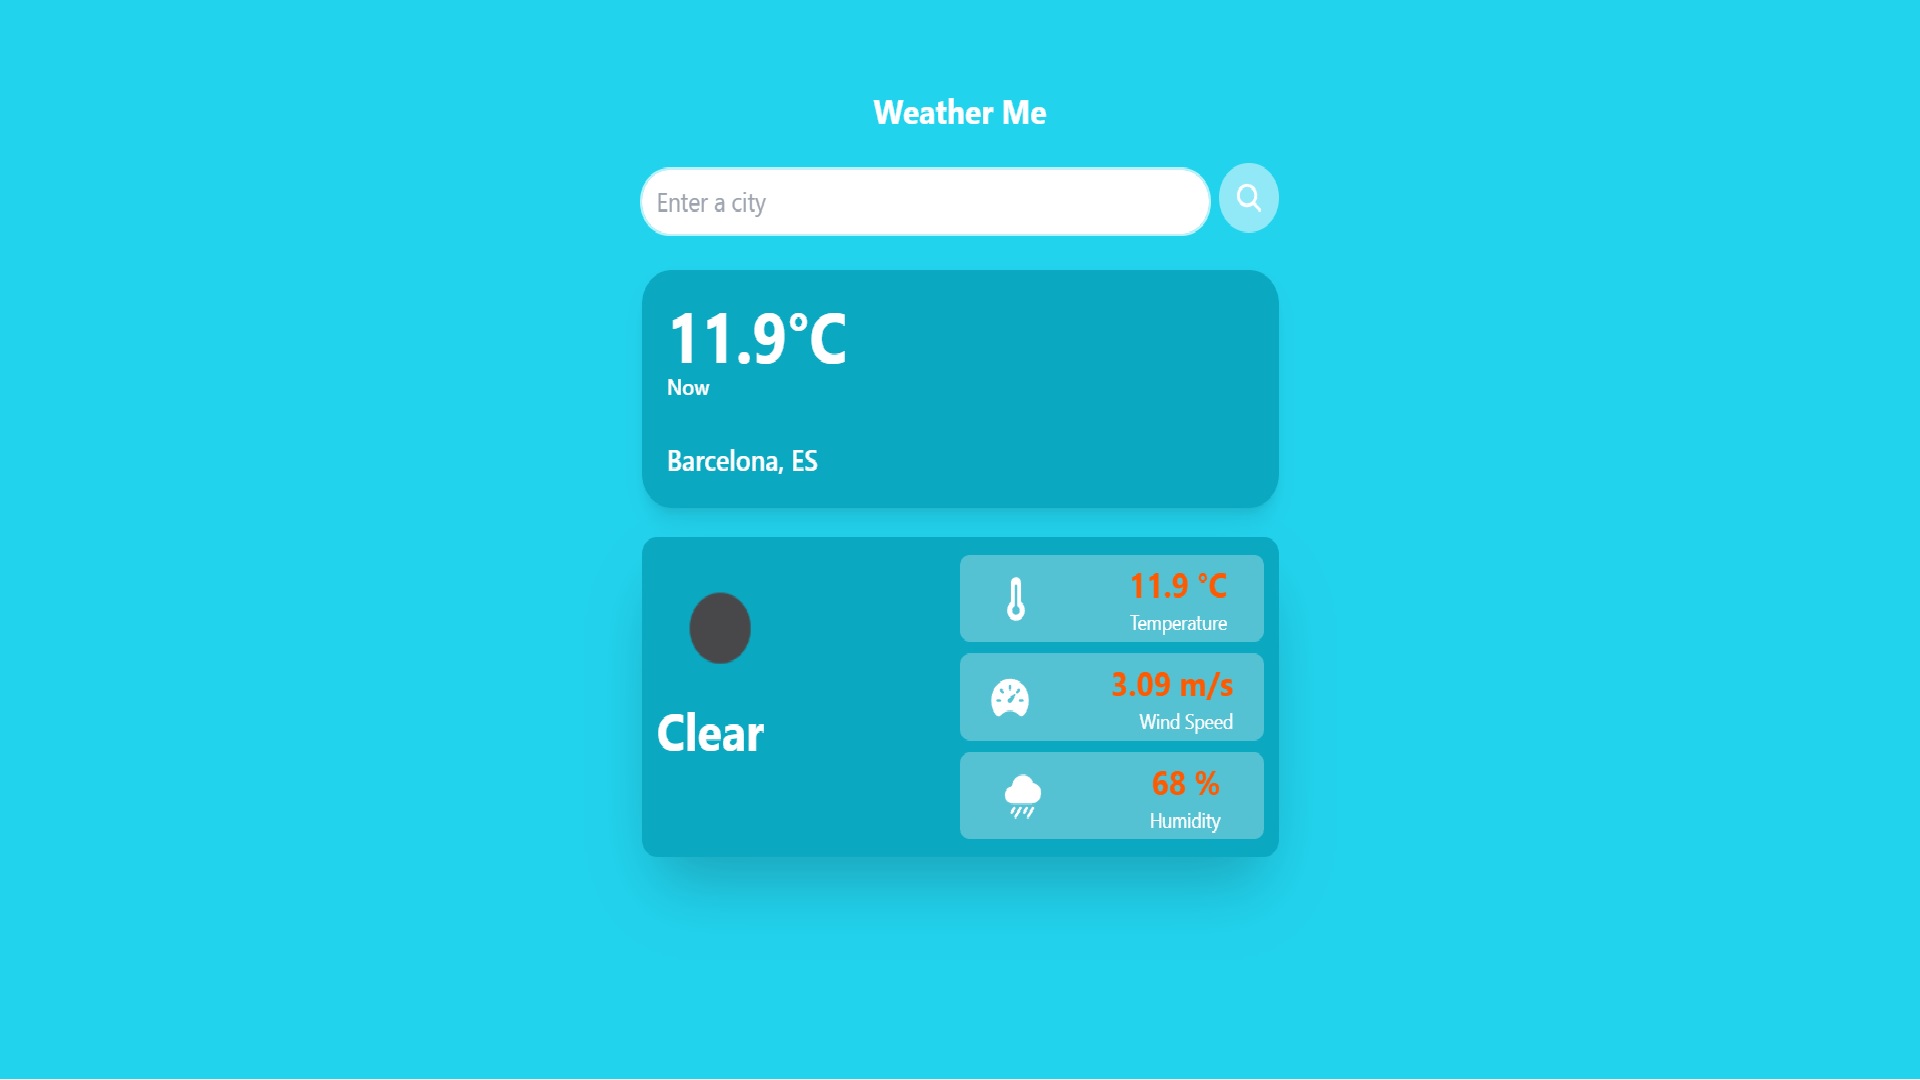 Weather Me
Enter a city
11.9°C
Now
Barcelona, ES
Clear
11.9 °C
Temperature
3.09 m/s
Wind Speed
68 %
Humidity